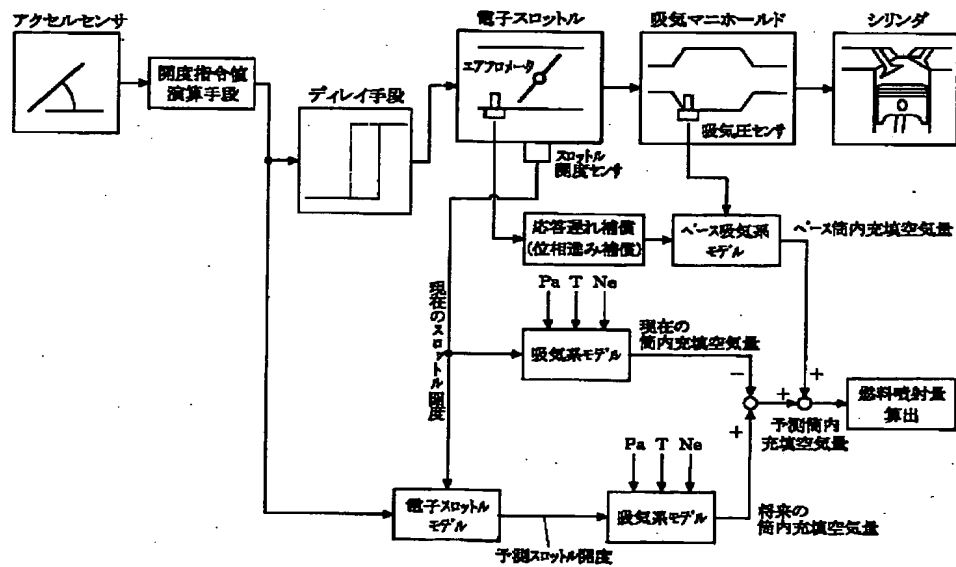 アクセルセンサ
開度指令値
演算手段
ディレイ手段
電子スロットル
エアフロメータ
スロットル
開度センサ
吸気マニホールド
吸気圧センサ
シリンダ
応答遅れ補償
(位相進み補償)
ベース吸気系
モデル
ベース筒内充填空気量
現在のスロットル開度
Pa T Ne
吸気系モデル
現在の
筒内充填空気量
−
+
+
+
予測筒内
充填空気量
燃料噴射量
算出
電子スロットル
モデル
予測スロットル開度
Pa T Ne
吸気系モデル
将来の
筒内充填空気量